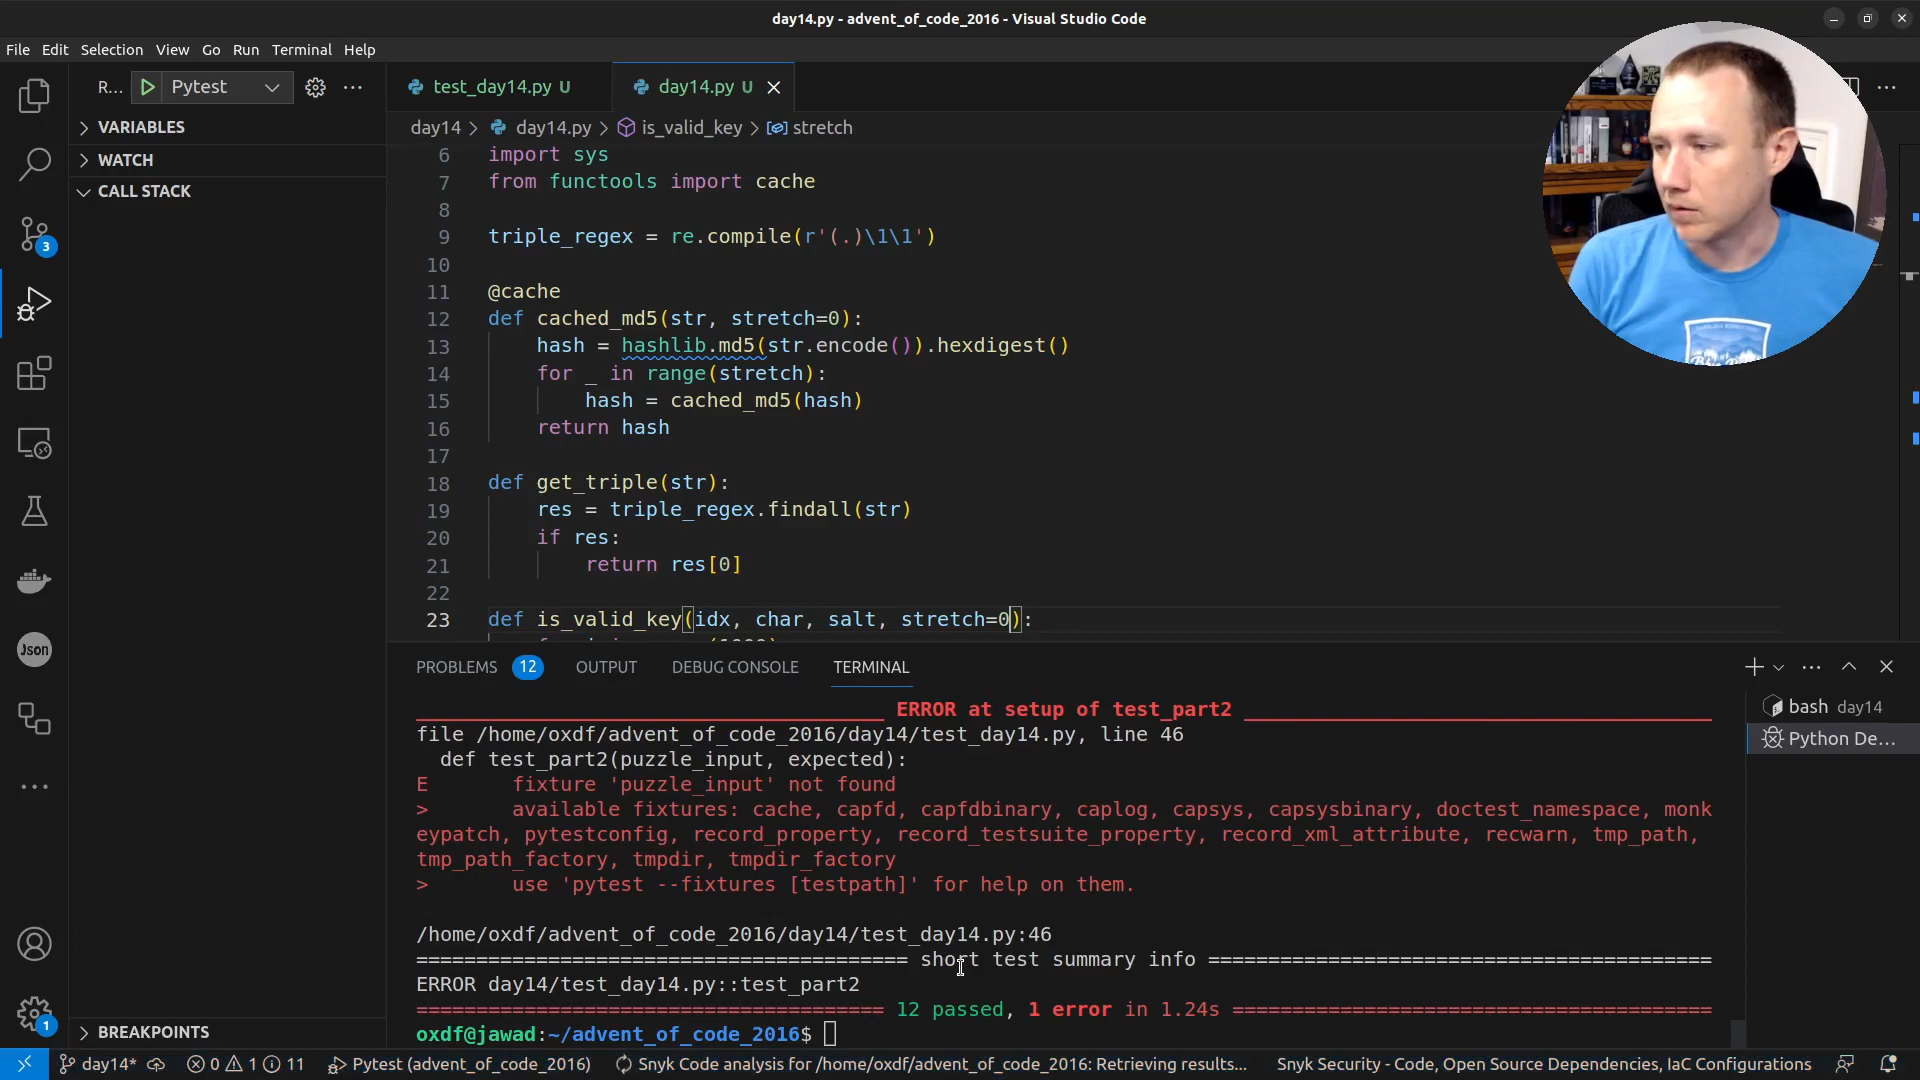 day14.py - advent_of_code_2016 - Visual Studio Code
File Edit Selection View Go Run Terminal Help
R... Pytest
test_day14.py U
day14.py U
VARIABLES
WATCH
CALL STACK
BREAKPOINTS
3
Json
1
day14 > day14.py > is_valid_key > stretch
6 import sys
7 from functools import cache
8
9 triple_regex = re.compile(r'(.)\1\1')
10
11 @cache
12 def cached_md5(str, stretch=0):
13 hash = hashlib.md5(str.encode()).hexdigest()
14 for _ in range(stretch):
15 hash = cached_md5(hash)
16 return hash
17
18 def get_triple(str):
19 res = triple_regex.findall(str)
20 if res:
21 return res[0]
22
23 def is_valid_key(idx, char, salt, stretch=0):
PROBLEMS 12 OUTPUT DEBUG CONSOLE TERMINAL
bash day14
Python De...
ERROR at setup of test_part2
file /home/oxdf/advent_of_code_2016/day14/test_day14.py, line 46
def test_part2(puzzle_input, expected):
E fixture 'puzzle_input' not found
> available fixtures: cache, capfd, capfdbinary, caplog, capsys, capsysbinary, doctest_namespace, monk
eypatch, pytestconfig, record_property, record_testsuite_property, record_xml_attribute, recwarn, tmp_path,
tmp_path_factory, tmpdir, tmpdir_factory
> use 'pytest --fixtures [testpath]' for help on them.
/home/oxdf/advent_of_code_2016/day14/test_day14.py:46
========================================= short test summary info ==========================================
ERROR day14/test_day14.py::test_part2
======================================= 12 passed, 1 error in 1.24s ========================================
oxdf@jawad:~/advent_of_code_2016$
day14* 0 1 11 Pytest (advent_of_code_2016) Snyk Code analysis for /home/oxdf/advent_of_code_2016: Retrieving results... Snyk Security - Code, Open Source Dependencies, IaC Configurations